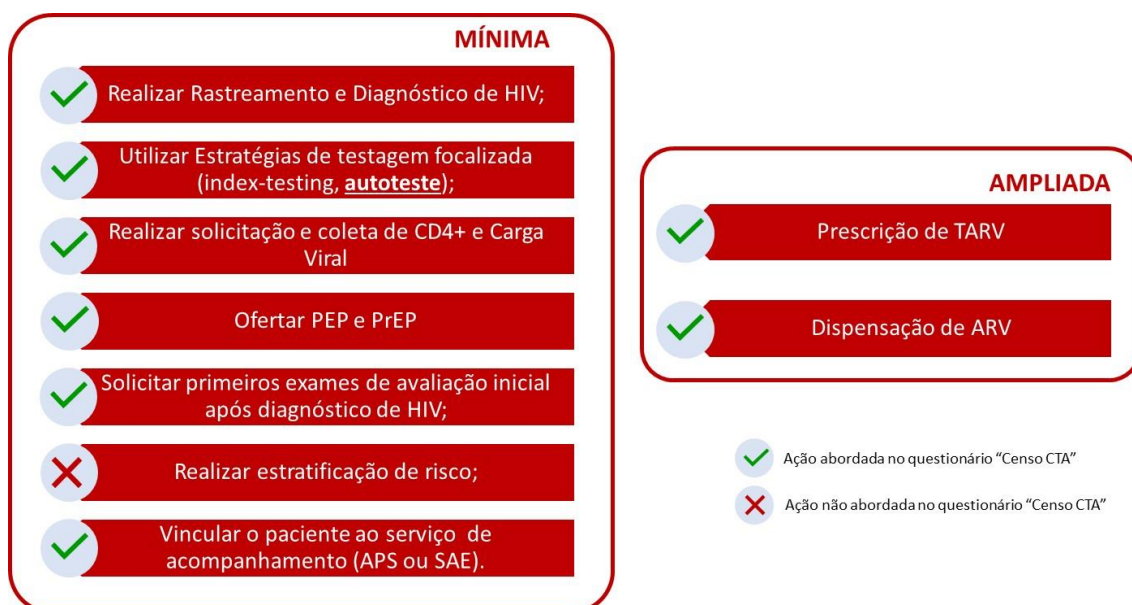 MÍNIMA
Realizar Rastreamento e Diagnóstico de HIV;
Utilizar Estratégias de testagem focalizada
(index-testing, autoteste);
Realizar solicitação e coleta de CD4+ e Carga
Viral
Ofertar PEP e PrEP
Solicitar primeiros exames de avaliação inicial
após diagnóstico de HIV;
Realizar estratificação de risco;
Vincular o paciente ao serviço de
acompanhamento (APS ou SAE).
AMPLIADA
Prescrição de TARV
Dispensação de ARV
Ação abordada no questionário “Censo CTA”
Ação não abordada no questionário “Censo CTA”